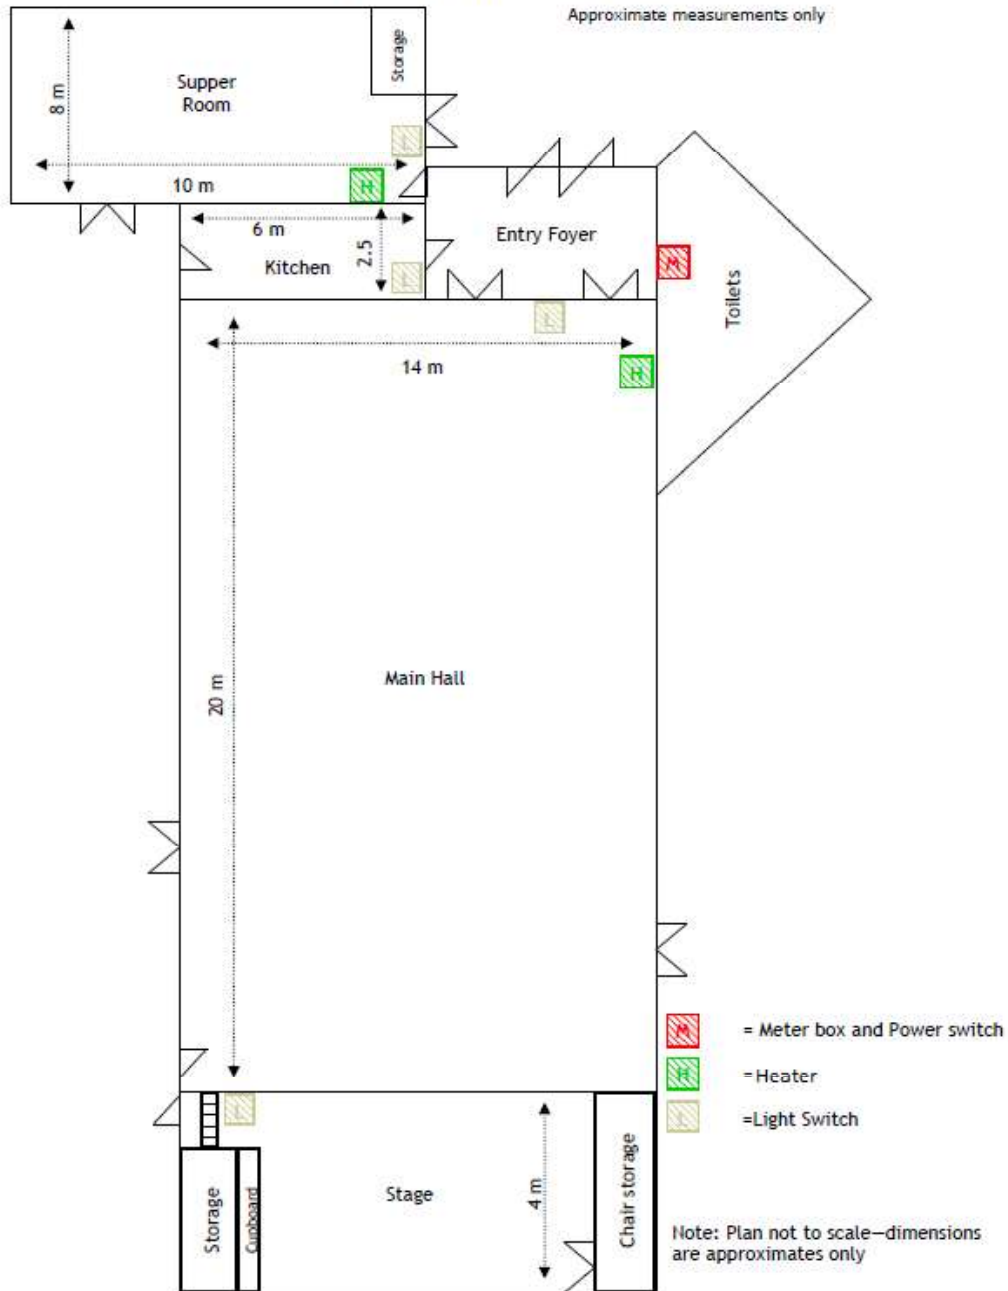 Approximate measurements only
Storage
Supper
Room
8 m
L
10 m
H
6 m
Kitchen
2.5
L
Entry Foyer
M
Toilets
L
14 m
H
20 m
Main Hall
M = Meter box and Power switch
H =Heater
L =Light Switch
L
Storage
Cupboard
Stage
4 m
Chair storage
Note: Plan not to scale—dimensions
are approximates only